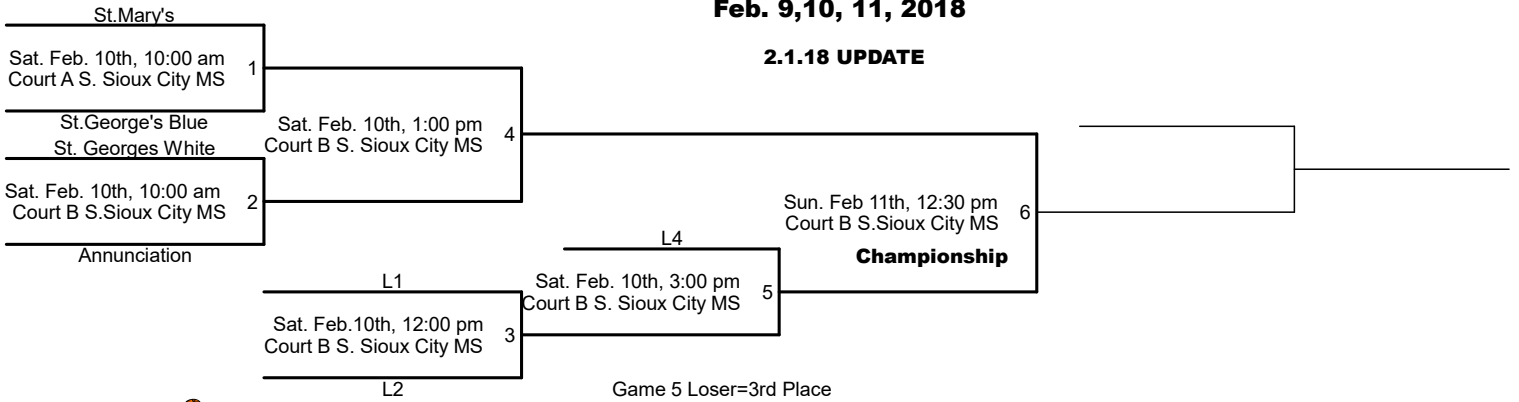 St.Mary's
Feb. 9,10, 11, 2018
Sat. Feb. 10th, 10:00 am
Court A S. Sioux City MS
1
2.1.18 UPDATE
St.George's Blue
Sat. Feb. 10th, 1:00 pm
Court B S. Sioux City MS
4
St. Georges White
Sat. Feb. 10th, 10:00 am
Court B S.Sioux City MS
2
Annunciation
Sun. Feb 11th, 12:30 pm
Court B S.Sioux City MS
6
Championship
L4
Sat. Feb. 10th, 3:00 pm
Court B S. Sioux City MS
5
L1
Sat. Feb.10th, 12:00 pm
Court B S. Sioux City MS
3
L2
Game 5 Loser=3rd Place